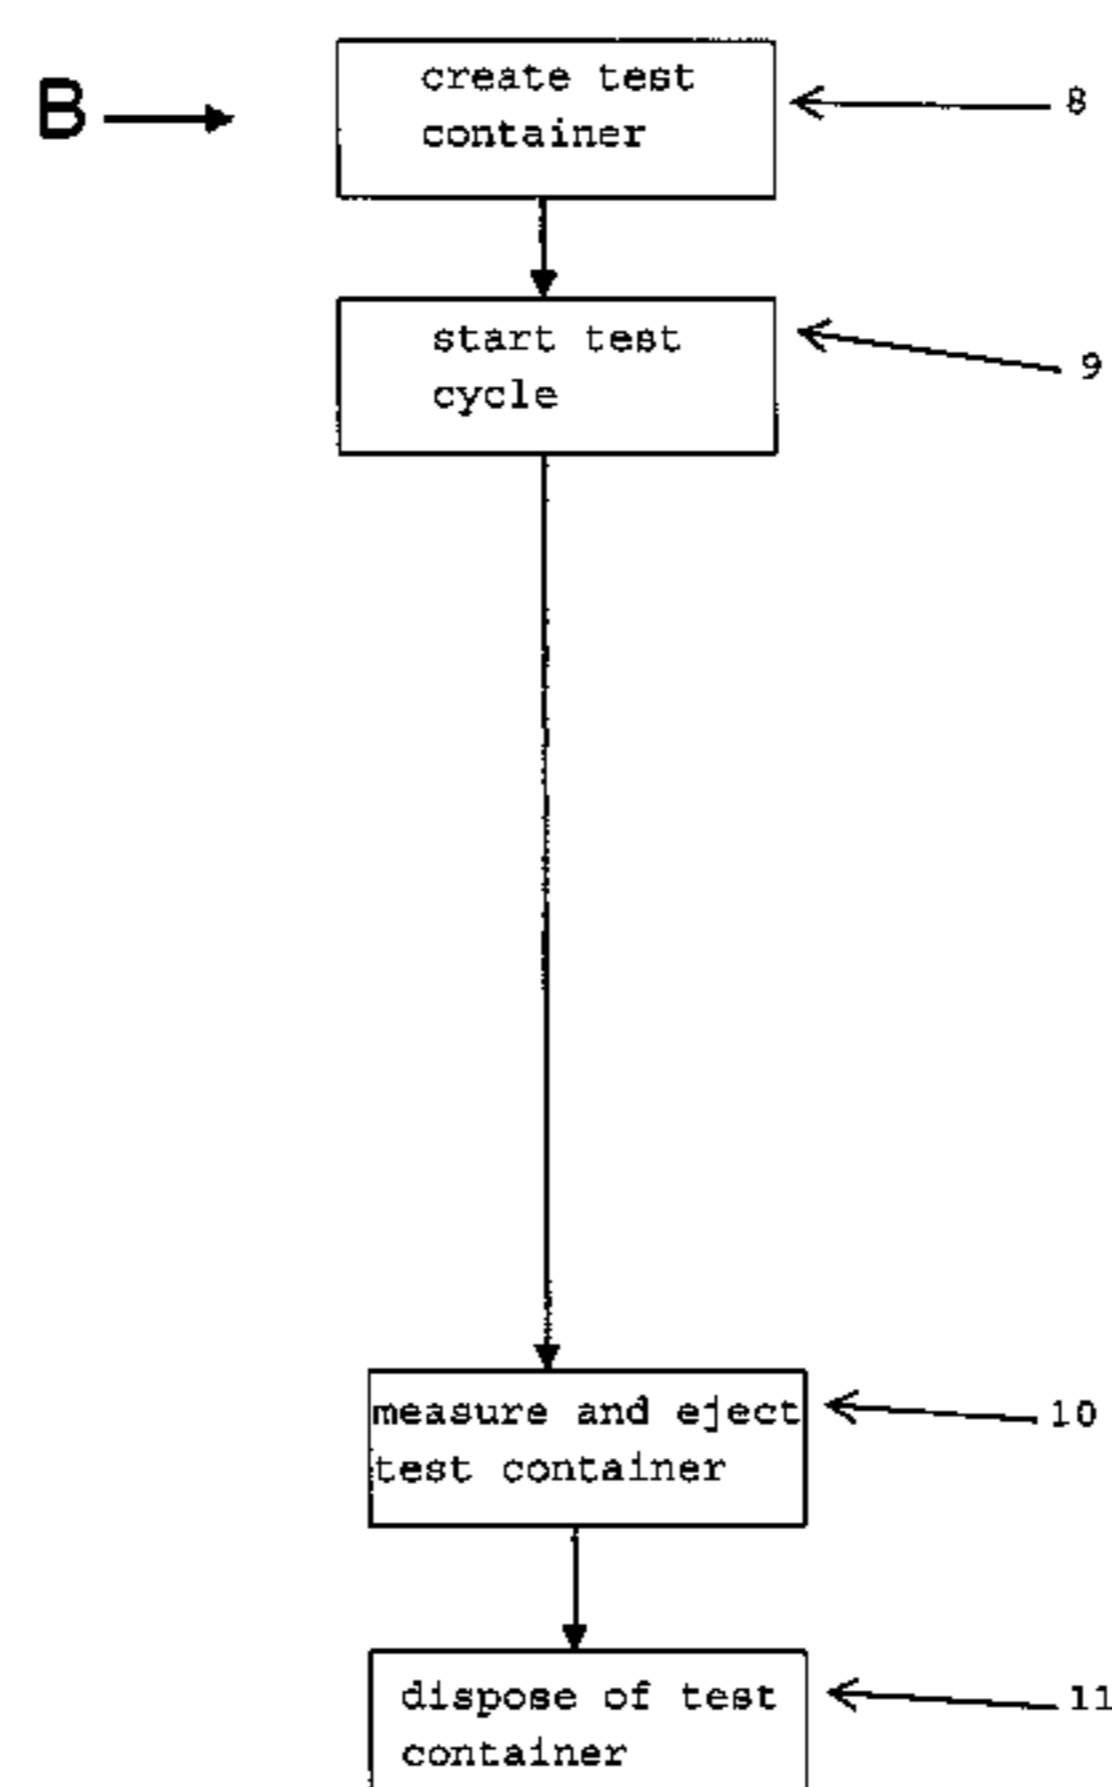 create test
container
B
8
start test
cycle
9
measure and eject
test container
10
dispose of test
container
11